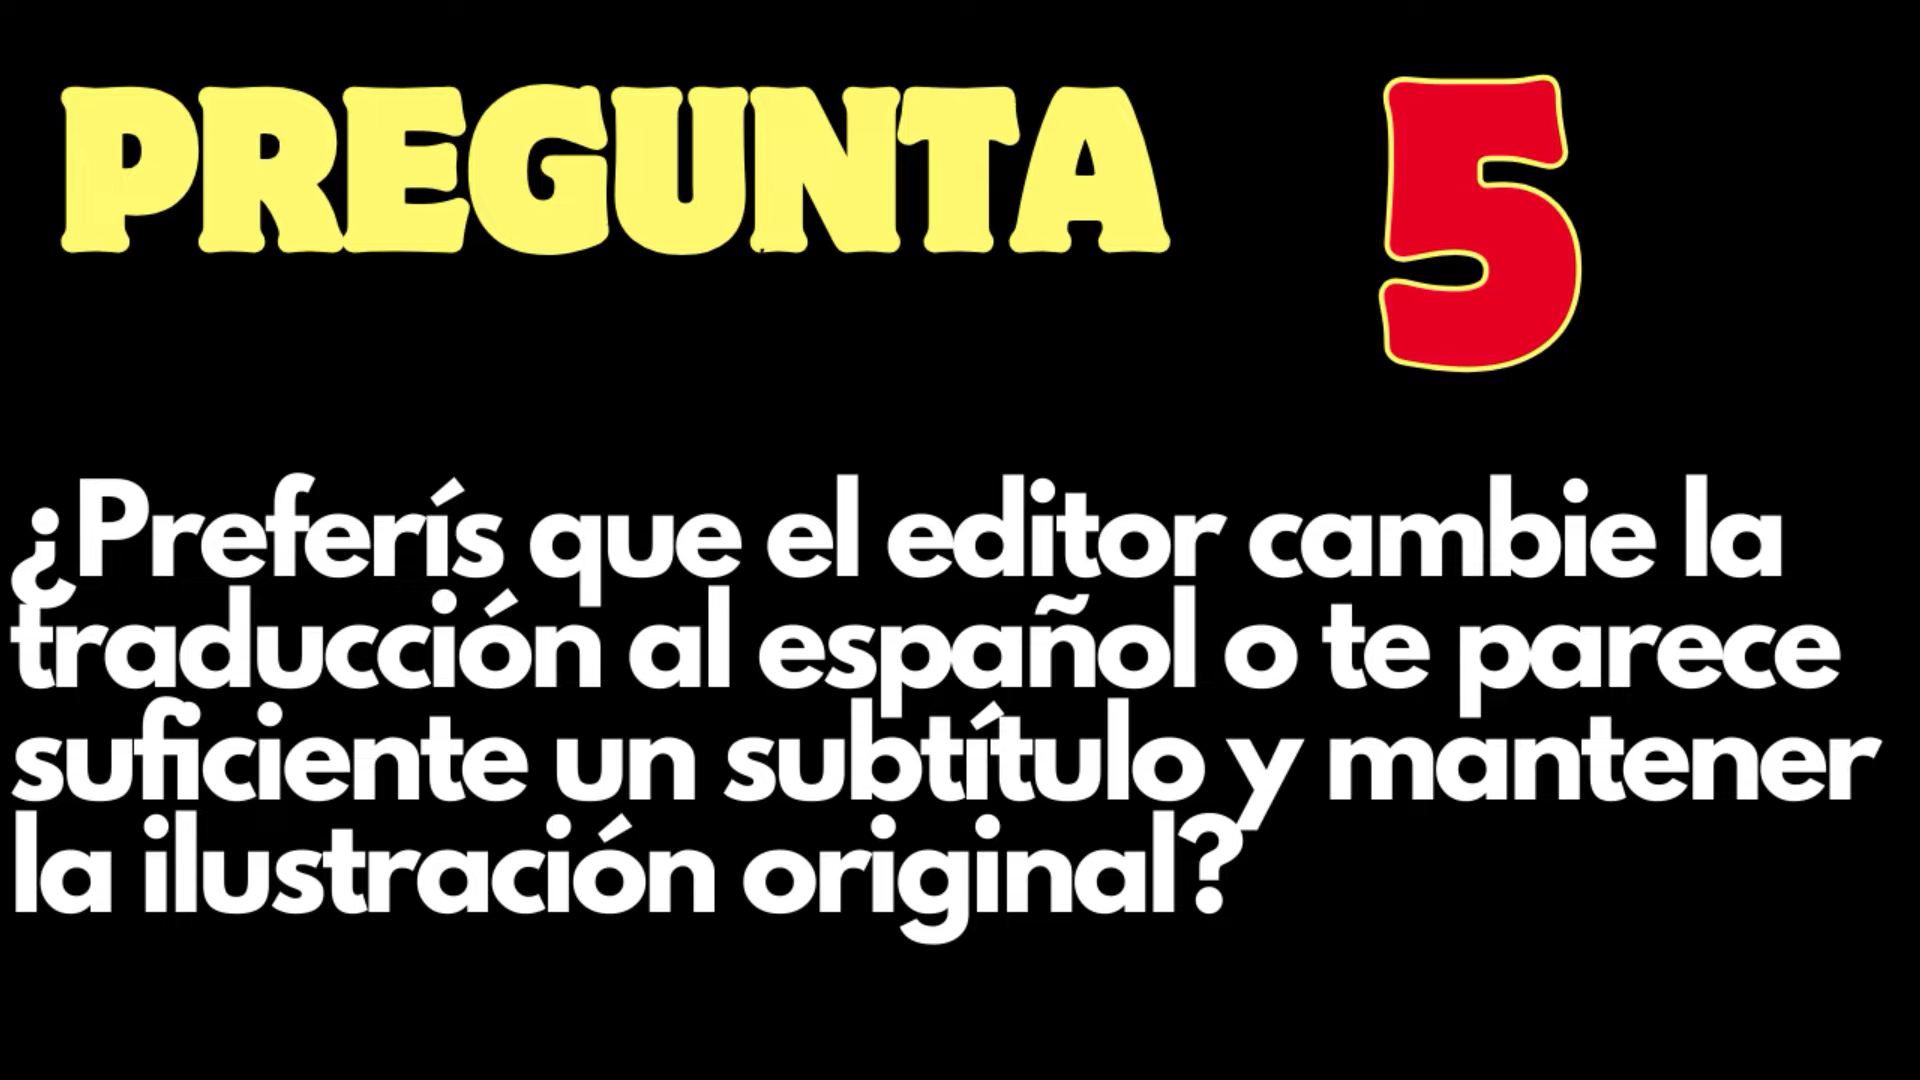 PREGUNTA 5
¿Preferís que el editor cambie la
traducción al español o te parece
suficiente un subtítulo y mantener
la ilustración original?